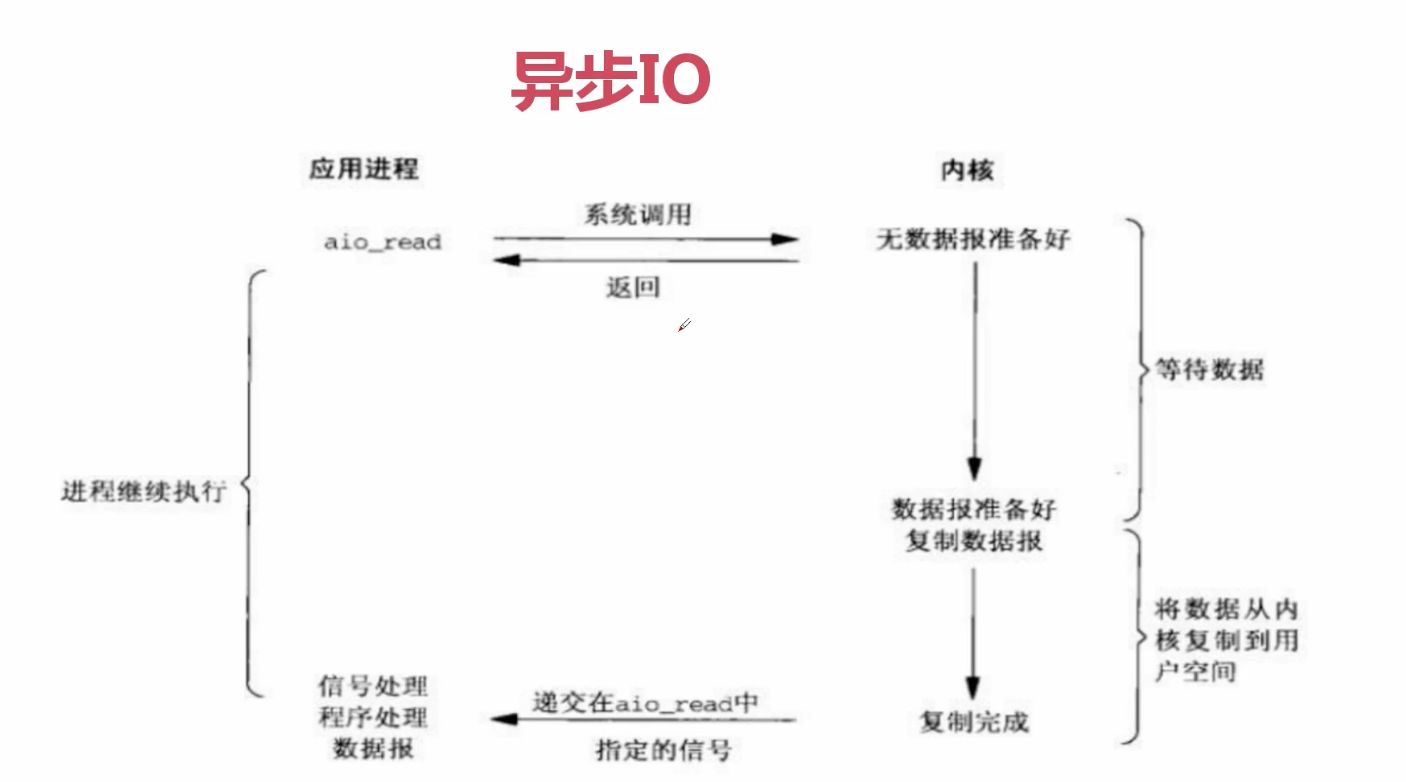 异步IO
应用进程
内核
系统调用
aio_read
无数据报准备好
返回
等待数据
进程继续执行
数据报准备好
复制数据报
将数据从内
核复制到用
户空间
信号处理
程序处理
数据报
递交在aio_read中
指定的信号
复制完成